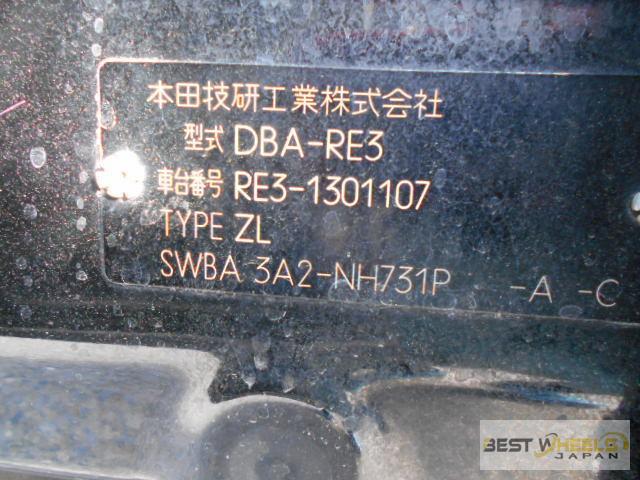 本田技研工業株式会社
型式 DBA-RE3
車台番号 RE3-1301107
TYPE ZL
SWBA 3A2-NH731P -A -C
BEST WHEELS
JAPAN